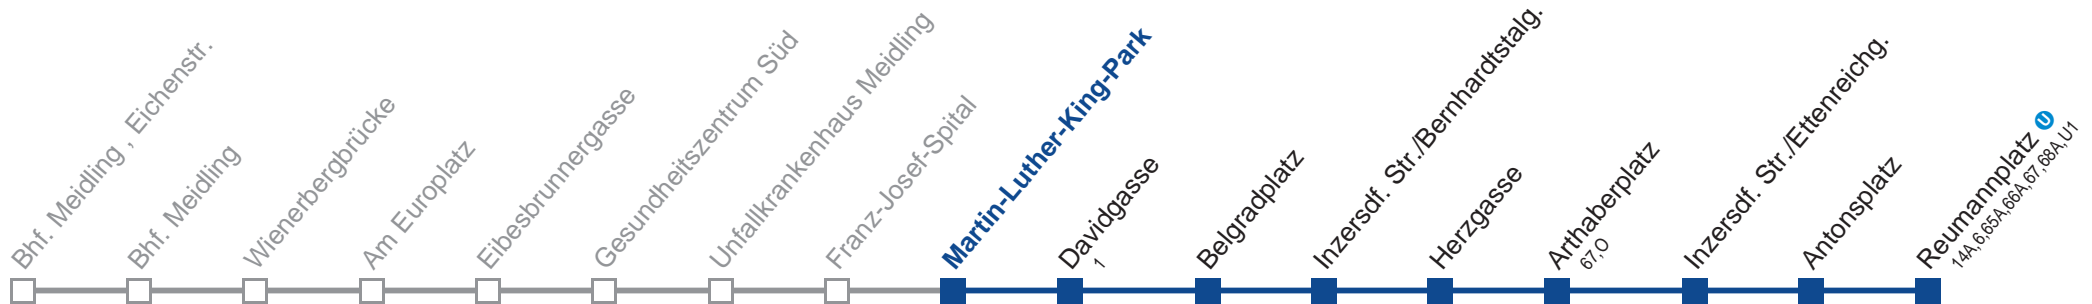 Bhf. Meidling , Eichenstr.
Bhf. Meidling
Wienerbergbrücke
Am Europlatz
Eibesbrunnergasse
Gesundheitszentrum Süd
Unfallkrankenhaus Meidling
Franz-Josef-Spital
Martin-Luther-King-Park
Davidgasse
1
Belgradplatz
Inzersdf. Str./Bernhardtstalg.
Herzgasse
Arthaberplatz
67,O
Inzersdf. Str./Ettenreichg.
Antonsplatz
Reumannplatz U
14A,6,65A,66A,67,68A,U1